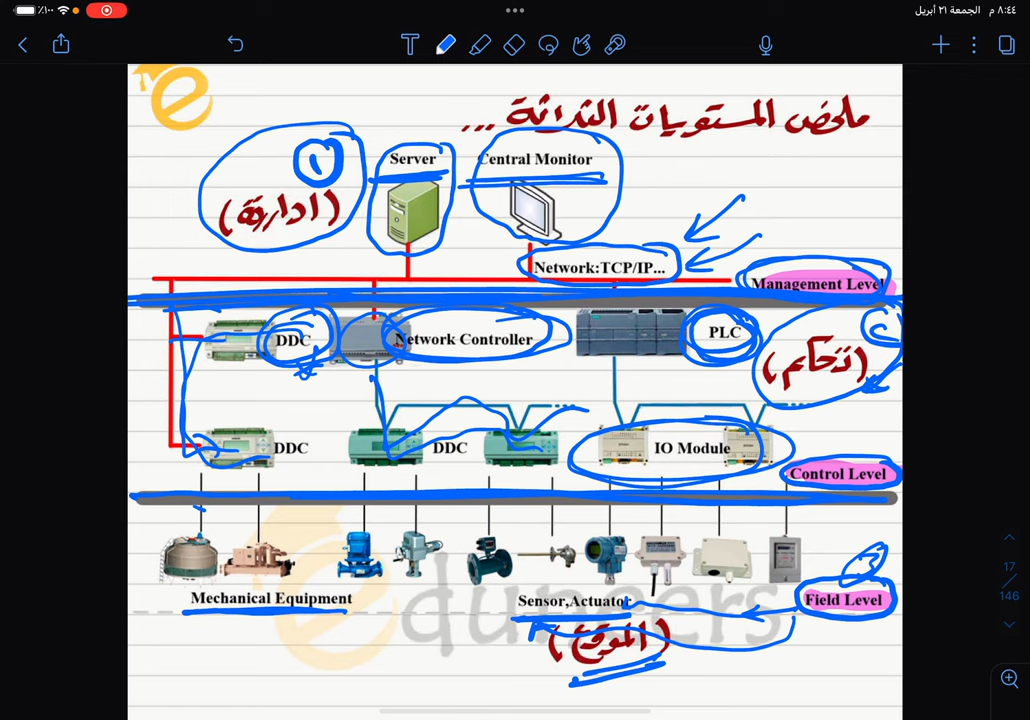 ٨:٤٤ م الجمعة ٢١ أبريل
١٠٠٪
ملخص المستويات الثلاثة ...
Server
Central Monitor
١
(ادارية)
Network:TCP/IP...
Management Level
DDC
Network Controller
PLC
٢
(تحكم)
DDC
DDC
IO Module
Control Level
Mechanical Equipment
Sensor,Actuator
Field Level
(الموقع)
eduneers
17
146